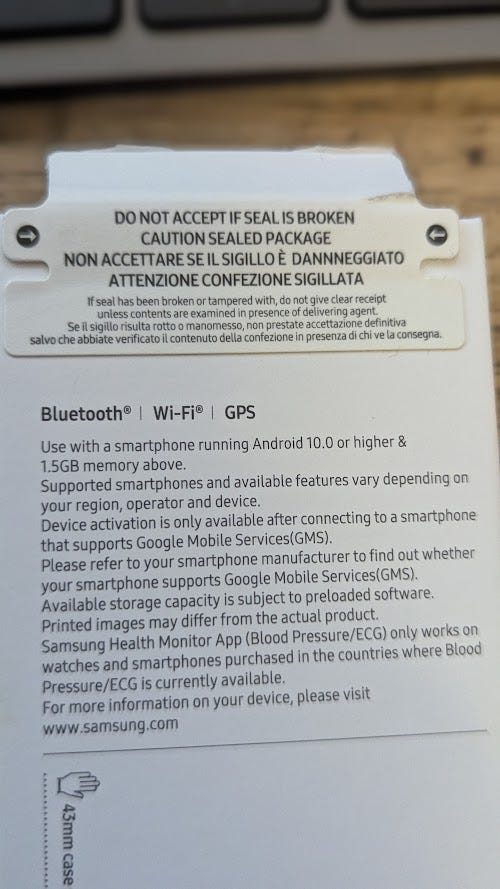 DO NOT ACCEPT IF SEAL IS BROKEN
CAUTION SEALED PACKAGE
NON ACCETTARE SE IL SIGILLO È DANNNEGGIATO
ATTENZIONE CONFEZIONE SIGILLATA
If seal has been broken or tampered with, do not give clear receipt
unless contents are examined in presence of delivering agent.
Se il sigillo risulta rotto o manomesso, non prestate accettazione definitiva
salvo che abbiate verificato il contenuto della confezione in presenza di chi ve la consegna.
Bluetooth® | Wi-Fi® | GPS
Use with a smartphone running Android 10.0 or higher &
1.5GB memory above.
Supported smartphones and available features vary depending on
your region, operator and device.
Device activation is only available after connecting to a smartphone
that supports Google Mobile Services(GMS).
Please refer to your smartphone manufacturer to find out whether
your smartphone supports Google Mobile Services(GMS).
Available storage capacity is subject to preloaded software.
Printed images may differ from the actual product.
Samsung Health Monitor App (Blood Pressure/ECG) only works on
watches and smartphones purchased in the countries where Blood
Pressure/ECG is currently available.
For more information on your device, please visit
www.samsung.com
43mm case